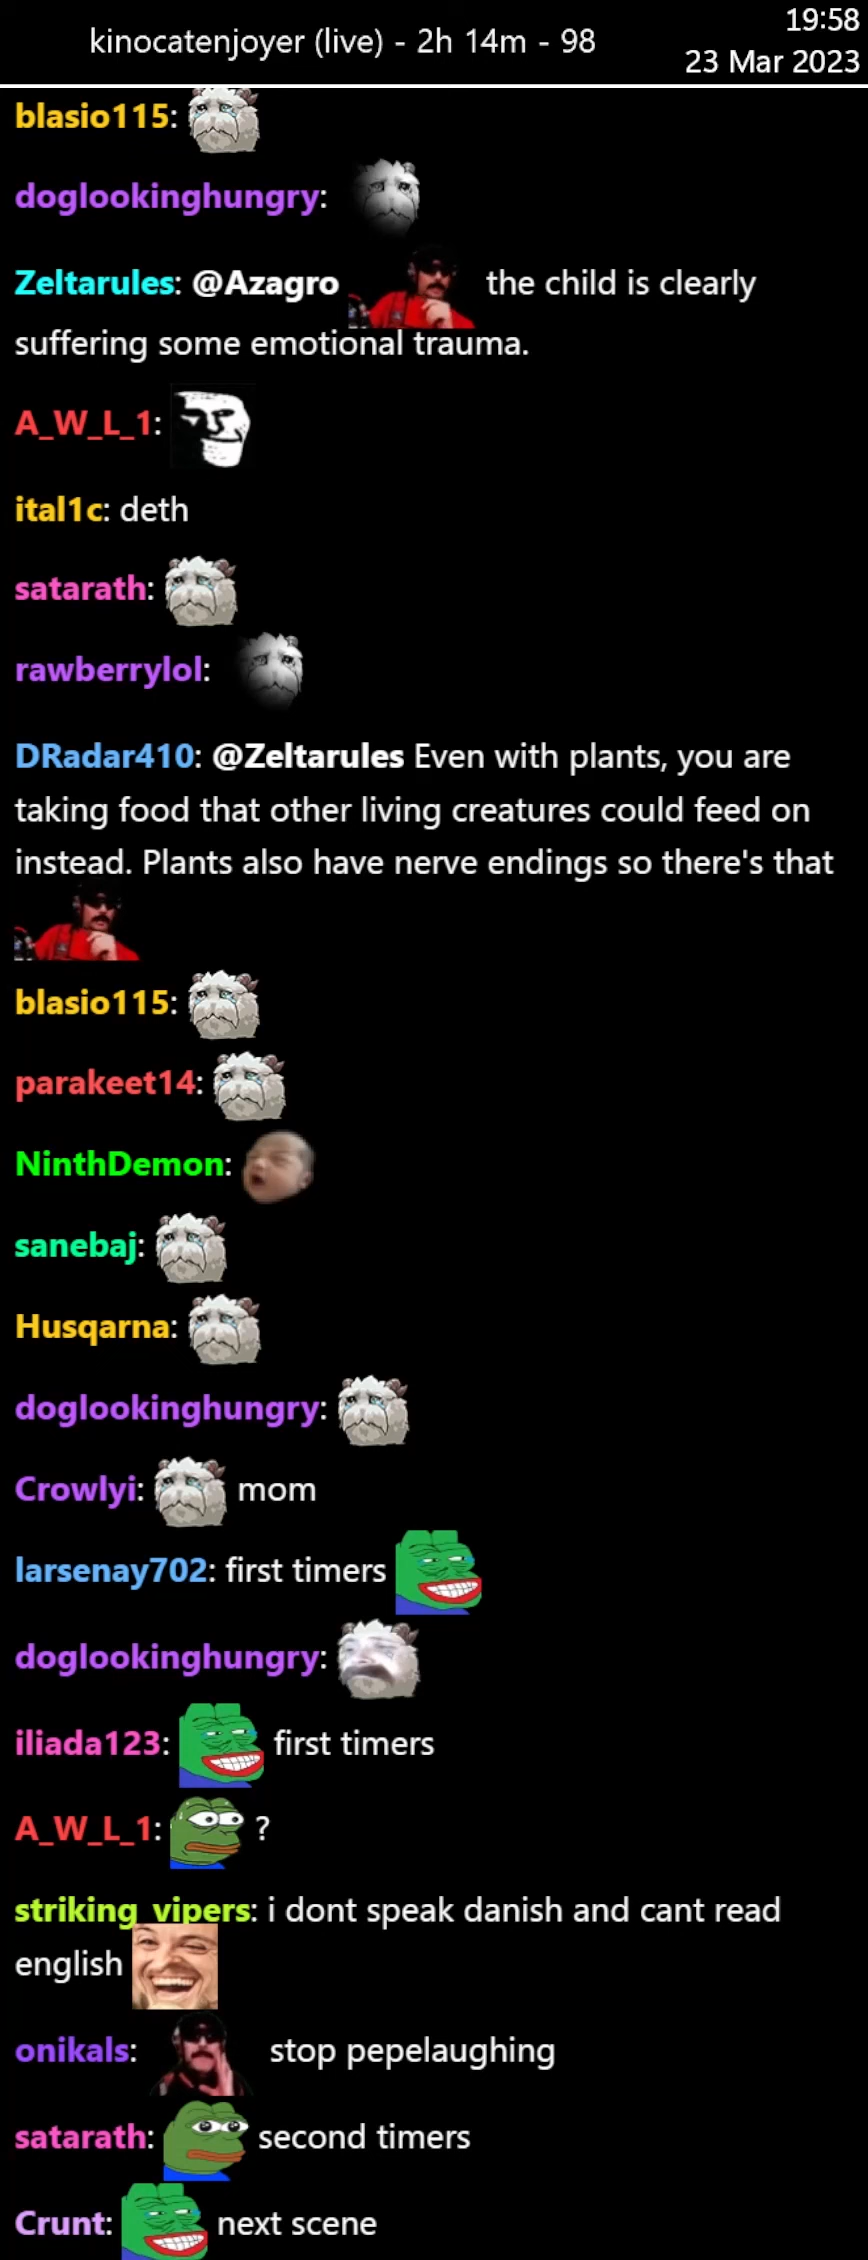 kinocatenjoyer (live) - 2h 14m - 98
19:58
23 Mar 2023
blasio115:
doglookinghungry:
Zeltarules: @Azagro the child is clearly
suffering some emotional trauma.
A_W_L_1:
ital1c: deth
satarath:
rawberrylol:
DRadar410: @Zeltarules Even with plants, you are
taking food that other living creatures could feed on
instead. Plants also have nerve endings so there's that
blasio115:
parakeet14:
NinthDemon:
sanebaj:
Husqarna:
doglookinghungry:
Crowlyi: mom
larsenay702: first timers
doglookinghungry:
iliada123: first timers
A_W_L_1: ?
striking_vipers: i dont speak danish and cant read
english
onikals: stop pepelaughing
satarath: second timers
Crunt: next scene